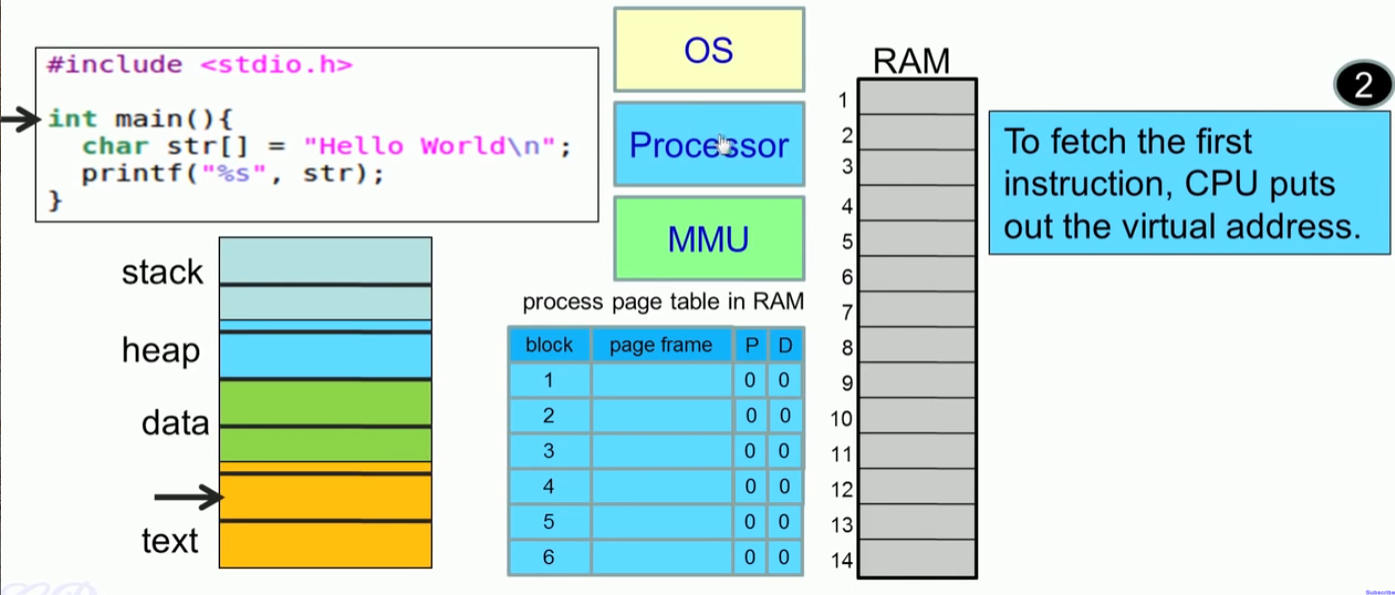 #include <stdio.h>
int main(){
char str[] = "Hello World\n";
printf("%s", str);
}
stack
heap
data
text
OS
Processor
MMU
process page table in RAM
block page frame P D
1 0 0
2 0 0
3 0 0
4 0 0
5 0 0
6 0 0
RAM
1
2
3
4
5
6
7
8
9
10
11
12
13
14
2
To fetch the first
instruction, CPU puts
out the virtual address.
Subscribe